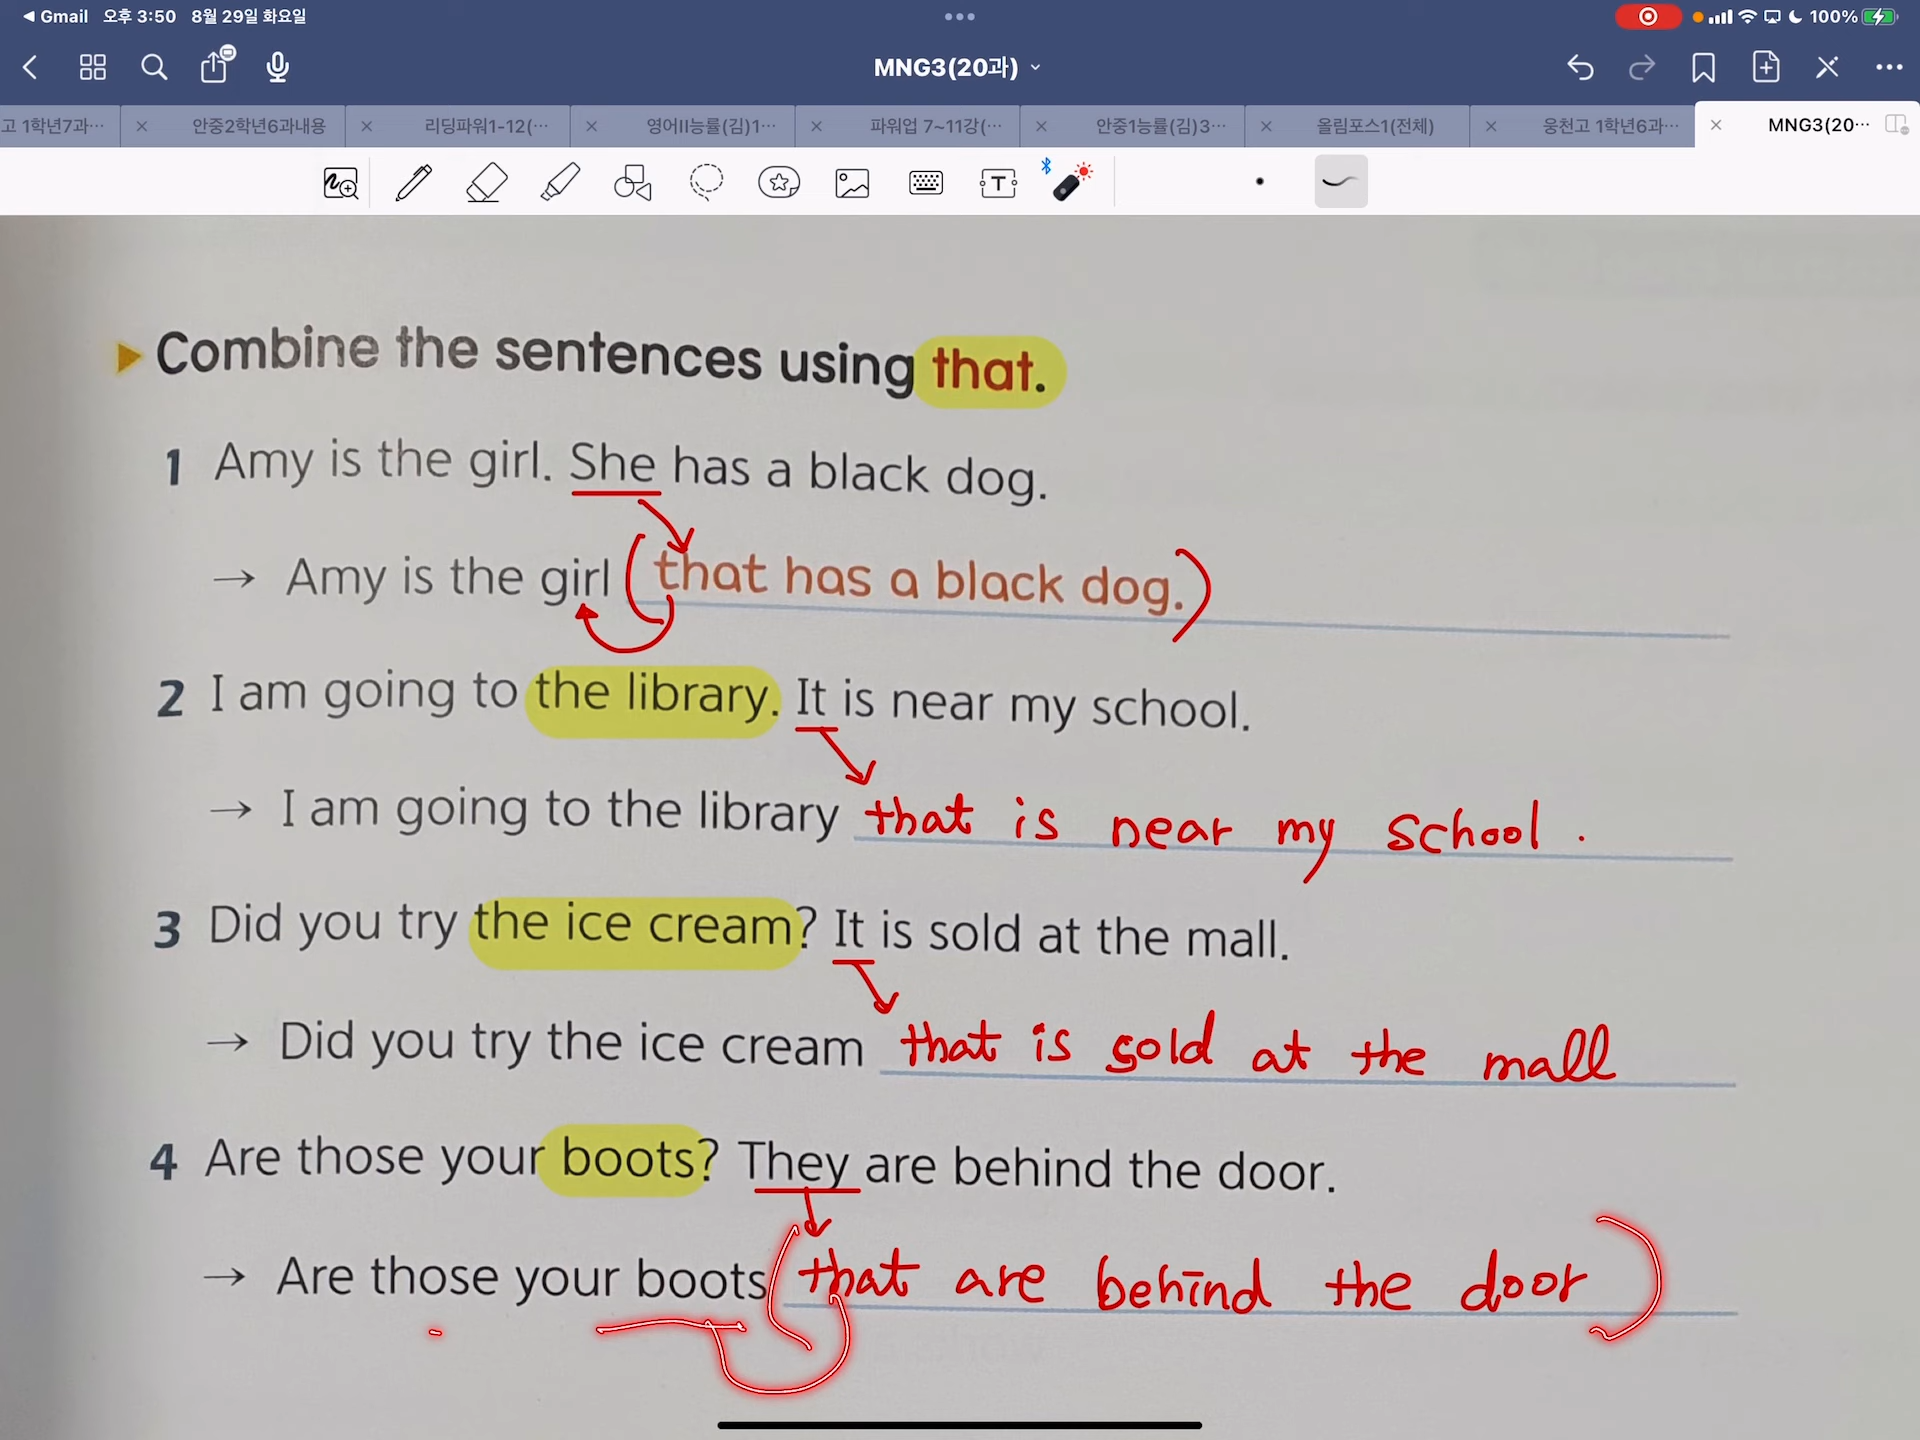 ◀ Gmail 오후 3:50 8월 29일 화요일
100%
MNG3(20과)
고 1학년7과··· 안중2학년6과내용 리딩파워1-12(··· 영어II능률(김)1··· 파워업 7~11강(··· 안중1능률(김)3··· 올림포스1(전체) 웅천고 1학년6과··· MNG3(20···
▶ Combine the sentences using that.
1 Amy is the girl. She has a black dog.
→ Amy is the girl (that has a black dog.)
2 I am going to the library. It is near my school.
→ I am going to the library that is near my school.
3 Did you try the ice cream? It is sold at the mall.
→ Did you try the ice cream that is sold at the mall
4 Are those your boots? They are behind the door.
→ Are those your boots (that are behind the door)